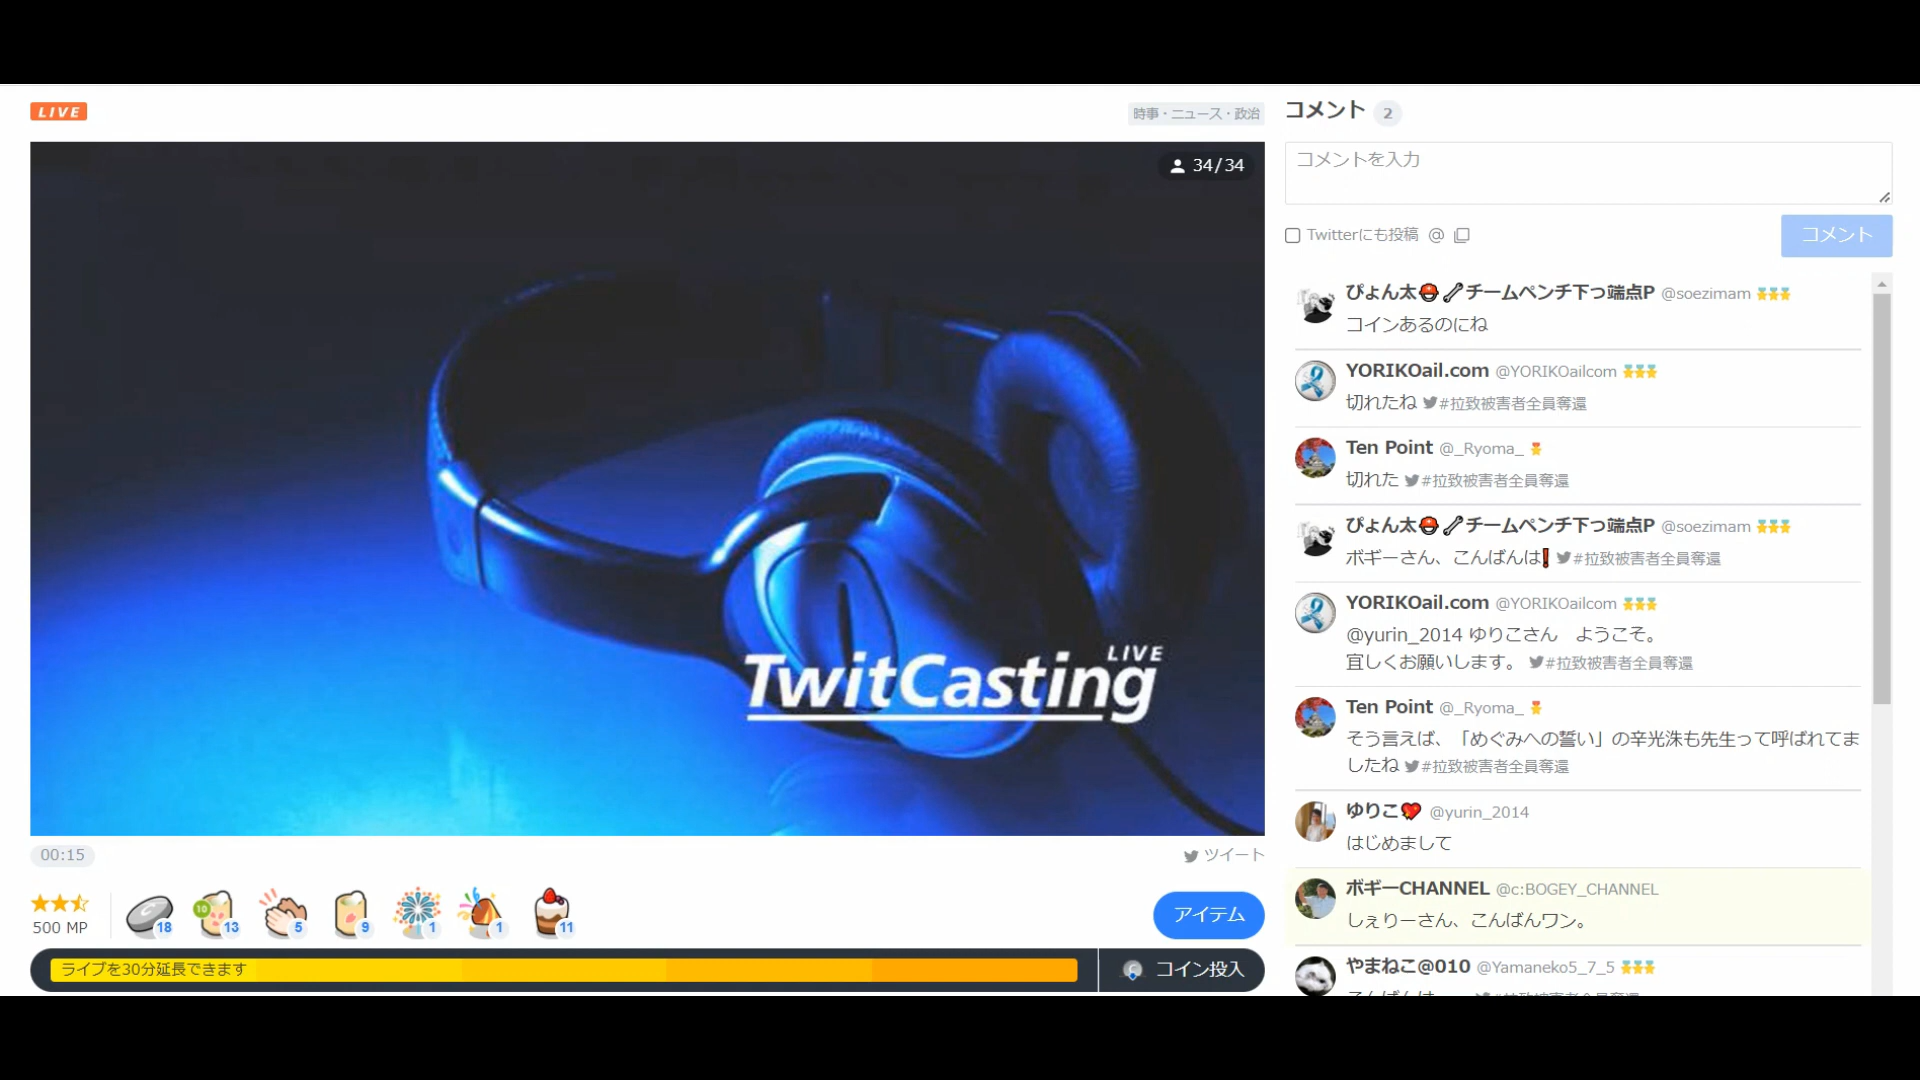 LIVE
時事・ニュース・政治
34/34
TwitCasting LIVE
00:15
ツイート
500 MP
18
10
13
5
9
1
1
11
アイテム
ライブを30分延長できます
コイン投入
コメント 2
コメントを入力
Twitterにも投稿 @
コメント
ぴょん太⛑️🔧チームペンチ下っ端点P @soezimam
コインあるのにね
YORIKOail.com @YORIKOailcom
切れたね #拉致被害者全員奪還
Ten Point @_Ryoma_
切れた #拉致被害者全員奪還
ぴょん太⛑️🔧チームペンチ下っ端点P @soezimam
ボギーさん、こんばんは❗ #拉致被害者全員奪還
YORIKOail.com @YORIKOailcom
@yurin_2014 ゆりこさん　ようこそ。
宜しくお願いします。 #拉致被害者全員奪還
Ten Point @_Ryoma_
そう言えば、「めぐみへの誓い」の辛光洙も先生って呼ばれてま
したね #拉致被害者全員奪還
ゆりこ💖 @yurin_2014
はじめまして
ボギーCHANNEL @c:BOGEY_CHANNEL
しぇりーさん、こんばんワン。
やまねこ@010 @Yamaneko5_7_5